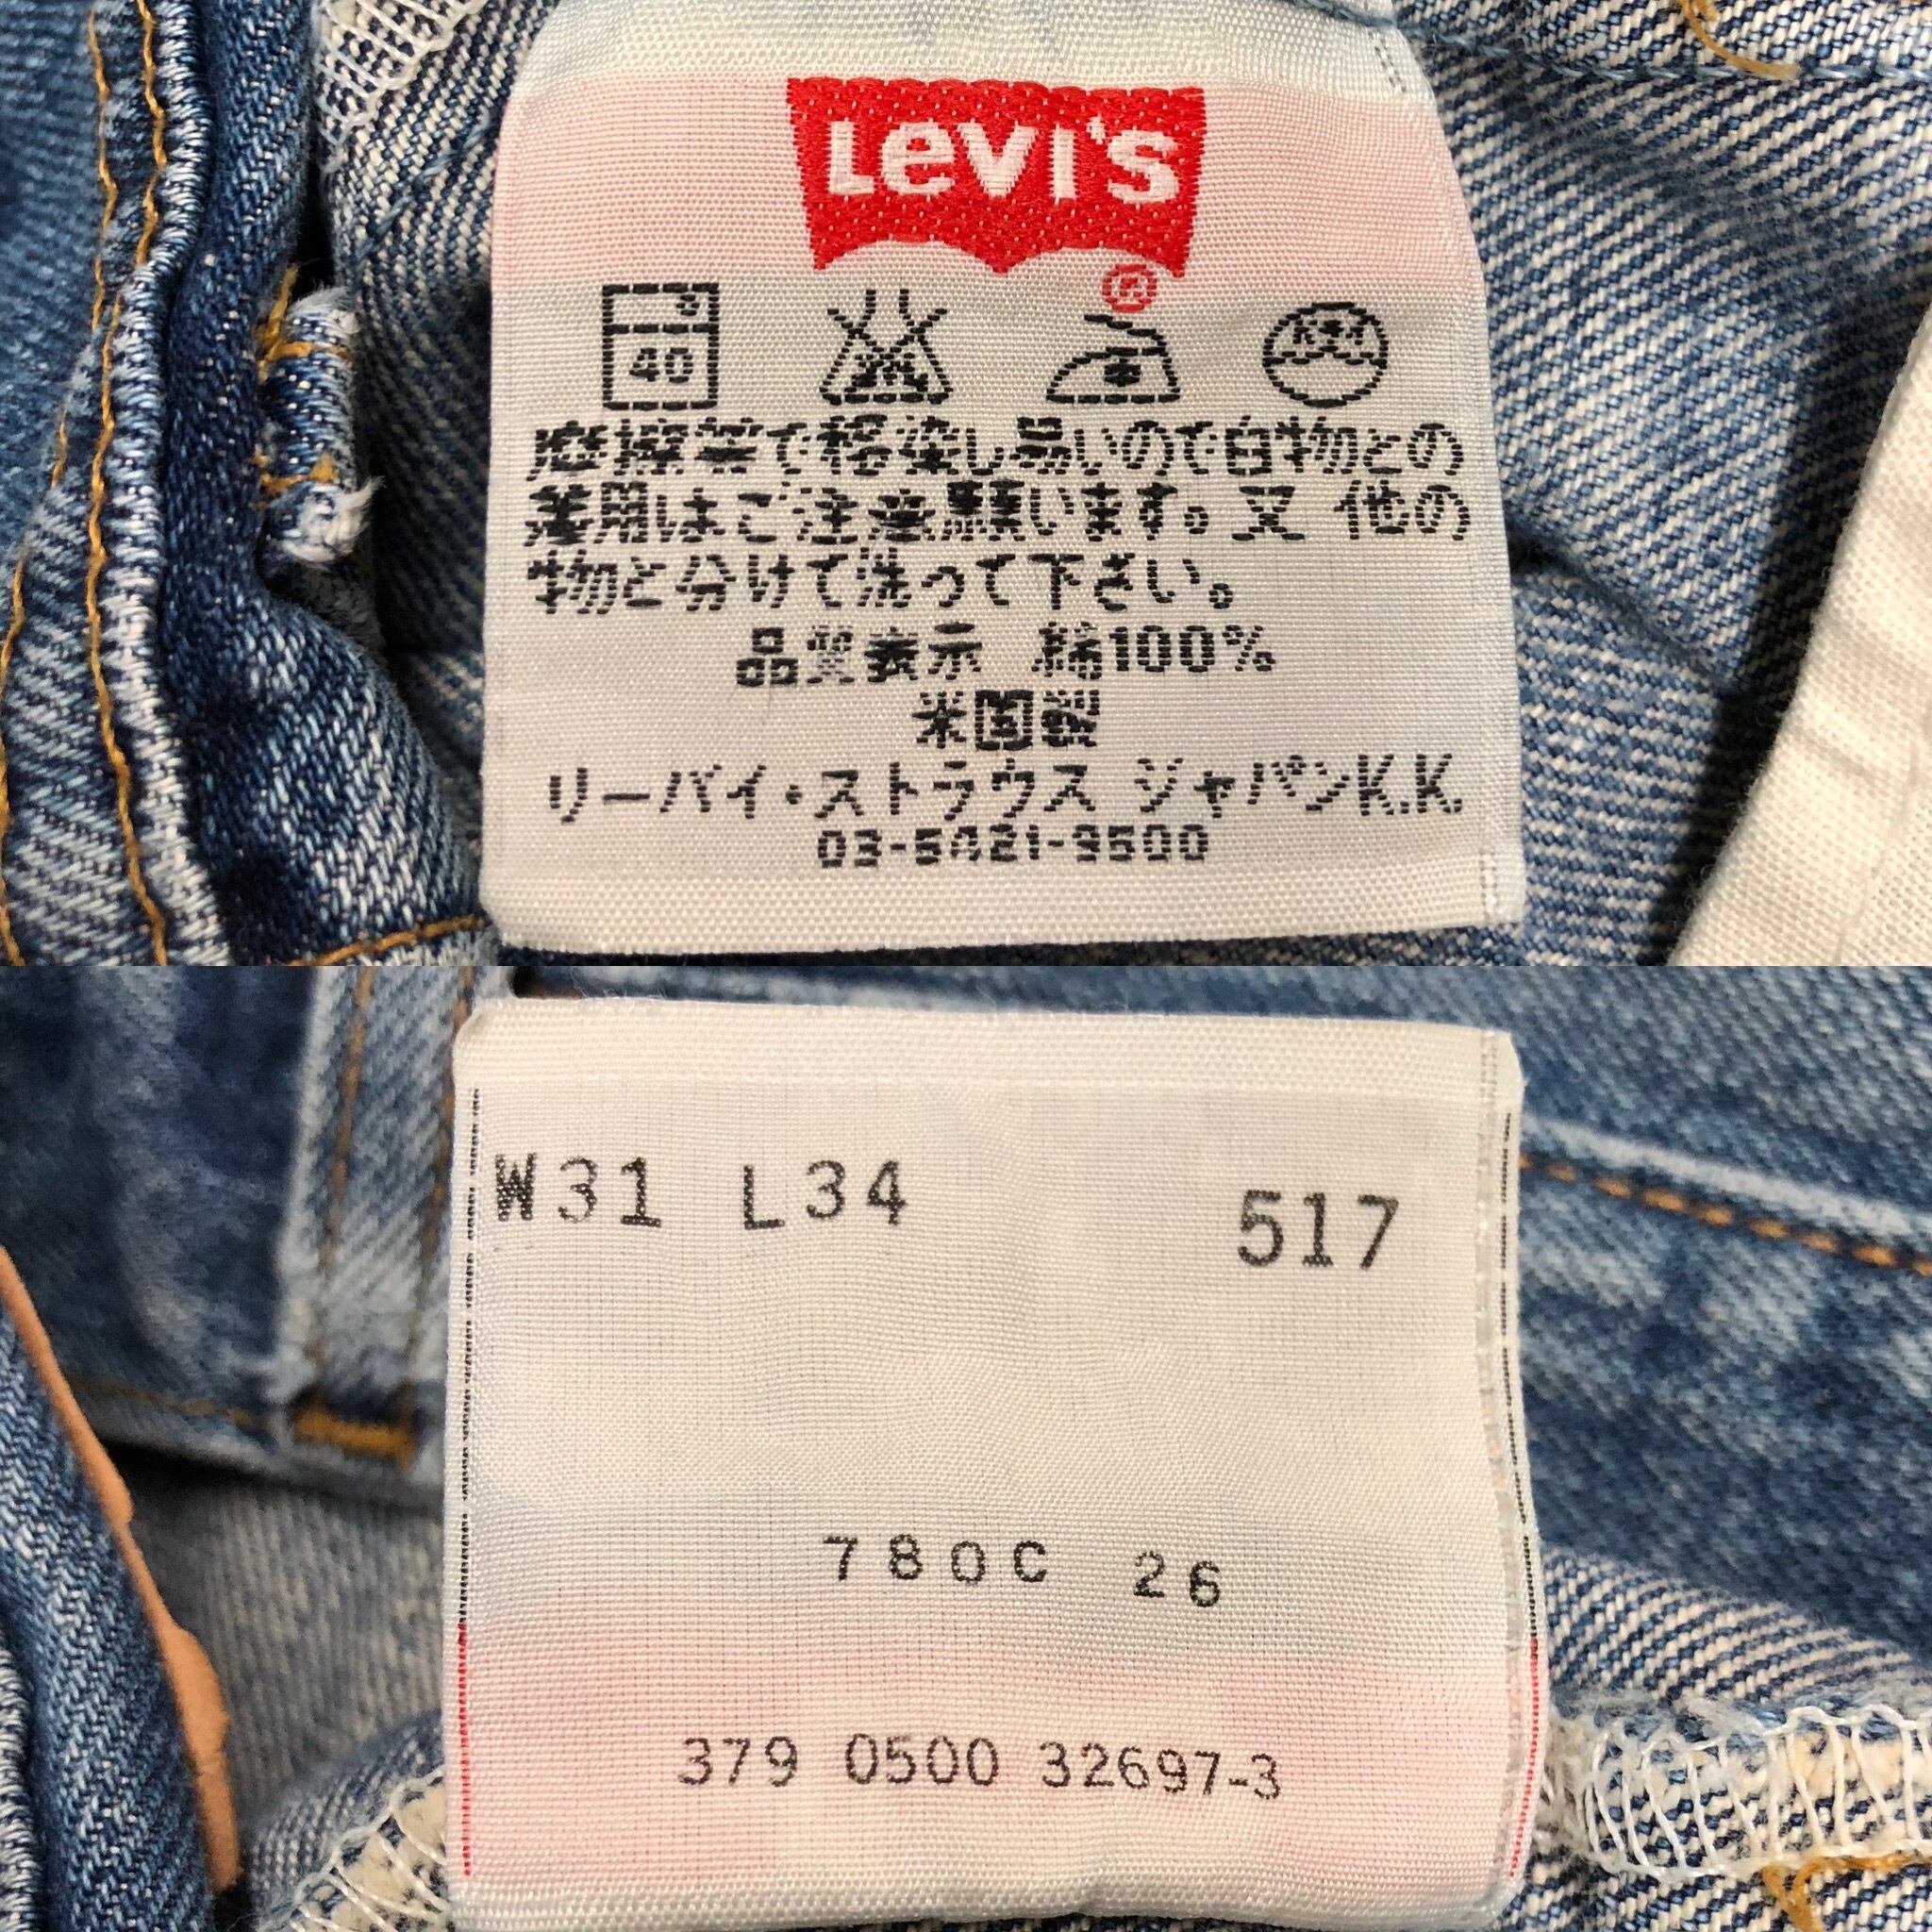 LEVI'S
®
40
摩擦等で移染し易いので白物との
着用はご注意願います。又 他の
物と分けて洗って下さい。
品質表示 綿100%
米国製
リーバイ・ストラウス ジャパンK.K.
03-5421-9500
W31 L34 517
780C 26
379 0500 32697-3